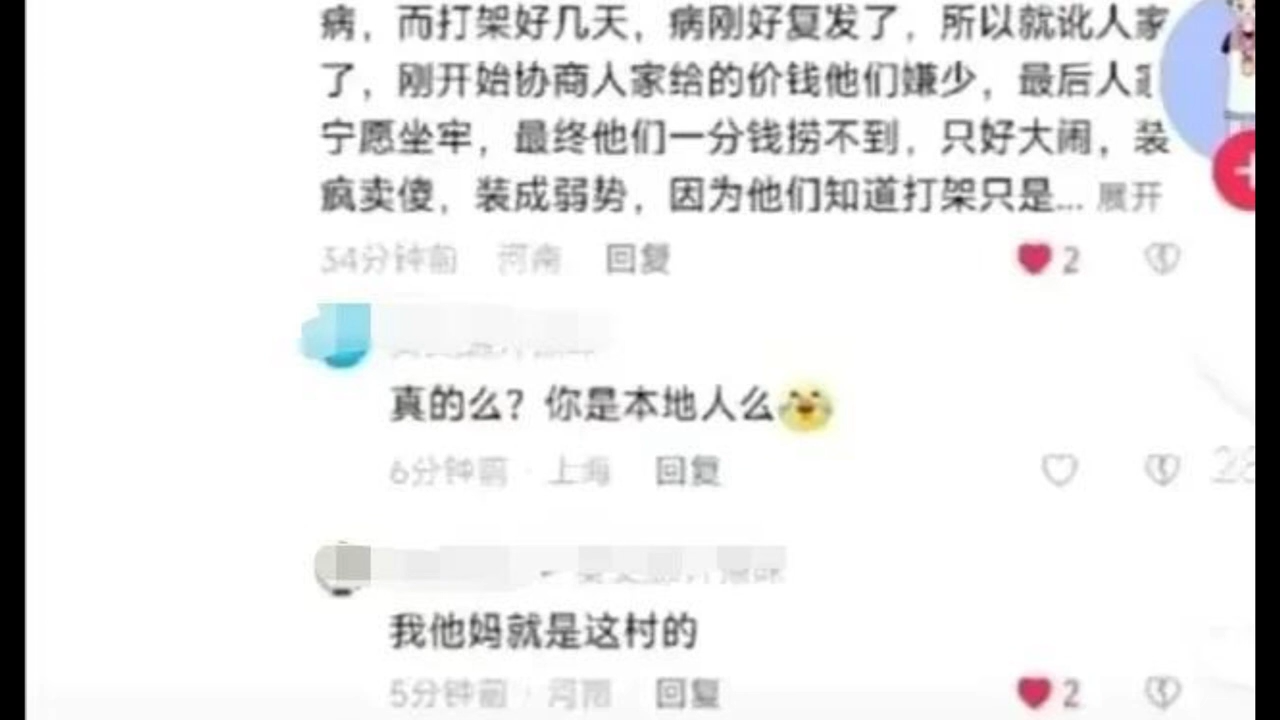 病，而打架好几天，病刚好复发了，所以就讹人家
了，刚开始协商人家给的价钱他们嫌少，最后人家
宁愿坐牢，最终他们一分钱捞不到，只好大闹，装
疯卖傻，装成弱势，因为他们知道打架只是... 展开
34分钟前 河南 回复 2
真的么？你是本地人么
6分钟前 · 上海 回复
我他妈就是这村的
5分钟前 · 河南 回复 2